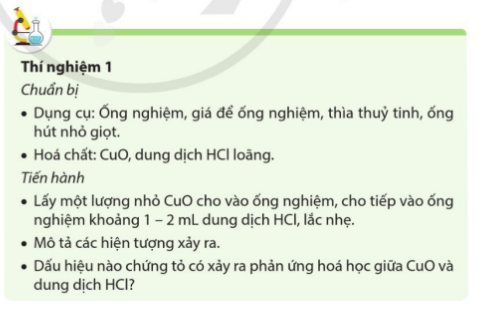 Thí nghiệm 1
Chuẩn bị
• Dụng cụ: Ống nghiệm, giá để ống nghiệm, thìa thuỷ tinh, ống
hút nhỏ giọt.
• Hoá chất: CuO, dung dịch HCl loãng.
Tiến hành
• Lấy một lượng nhỏ CuO cho vào ống nghiệm, cho tiếp vào ống
nghiệm khoảng 1 – 2 mL dung dịch HCl, lắc nhẹ.
• Mô tả các hiện tượng xảy ra.
• Dấu hiệu nào chứng tỏ có xảy ra phản ứng hoá học giữa CuO và
dung dịch HCl?